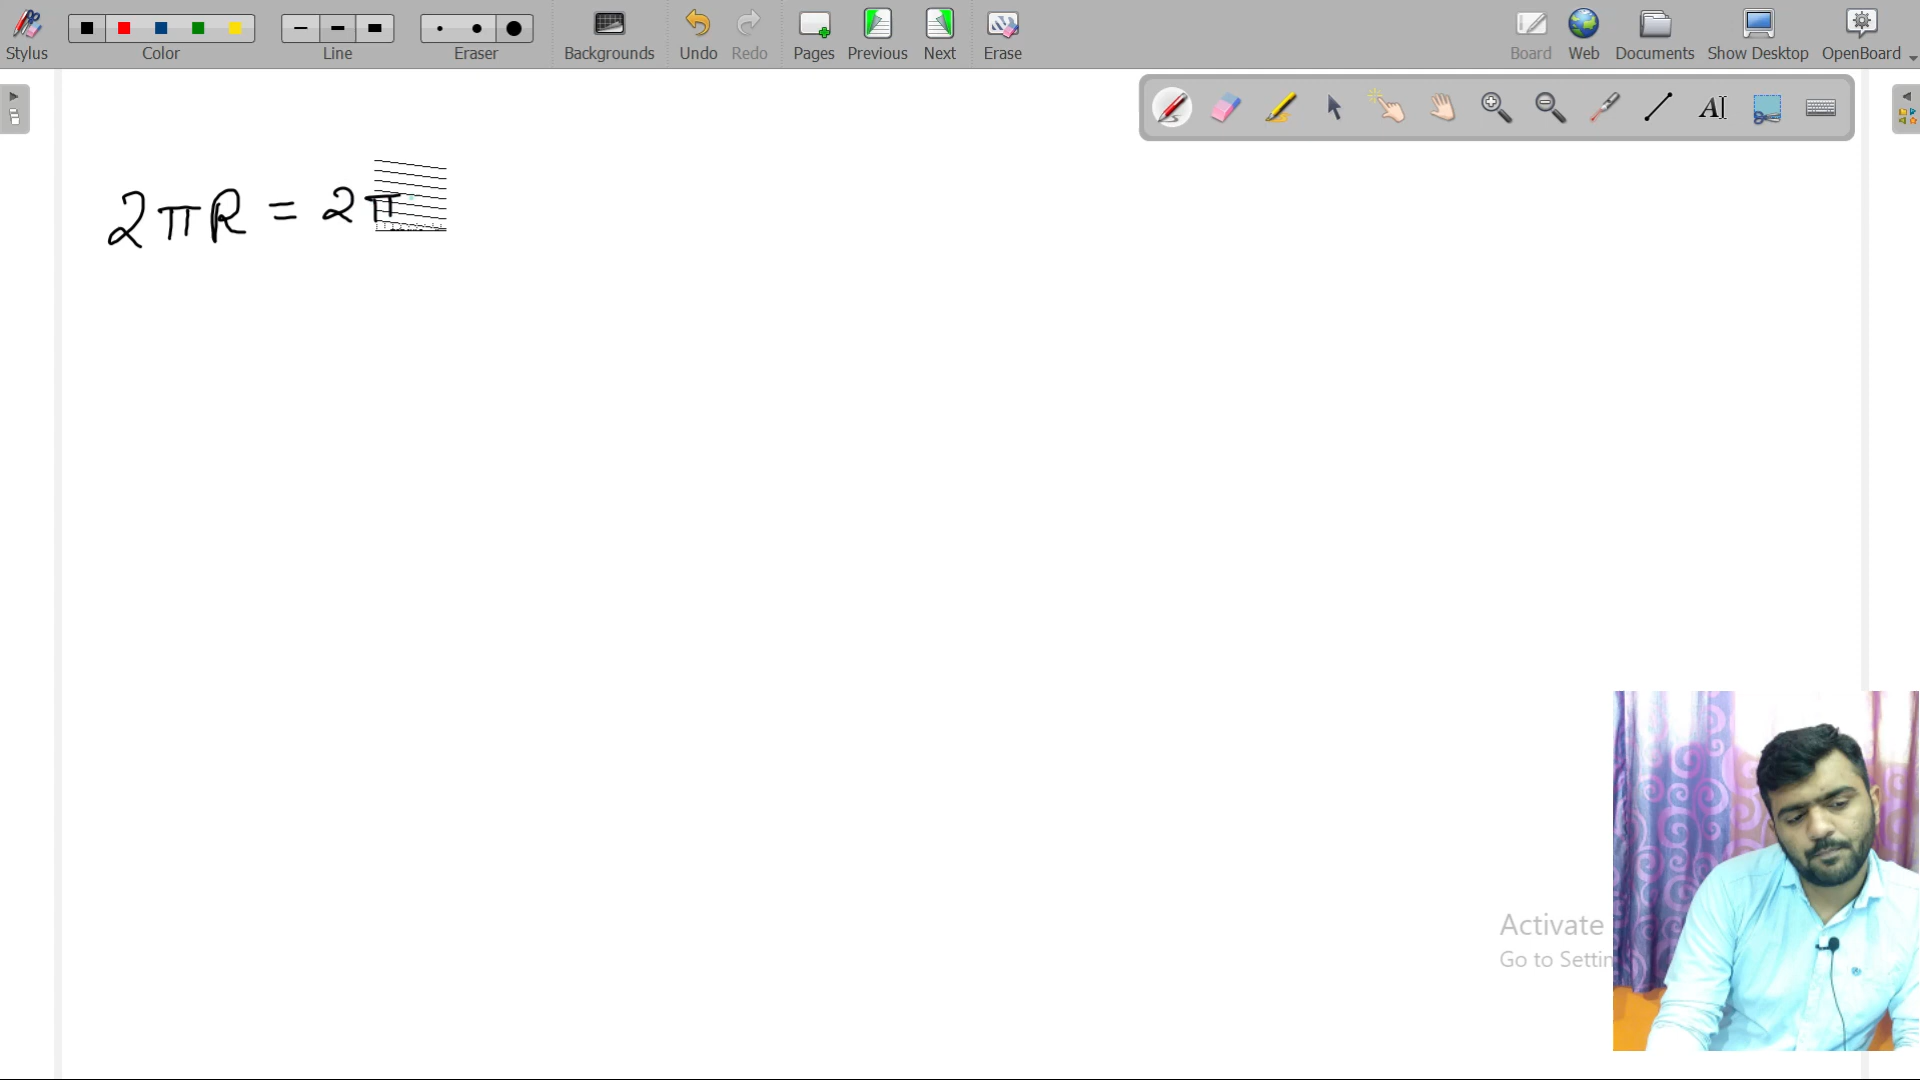 Stylus
Color
Line
Eraser
Backgrounds
Undo
Redo
Pages
Previous
Next
Erase
Board
Web
Documents
Show Desktop
OpenBoard
2πR = 2π
Activate
Go to Settin